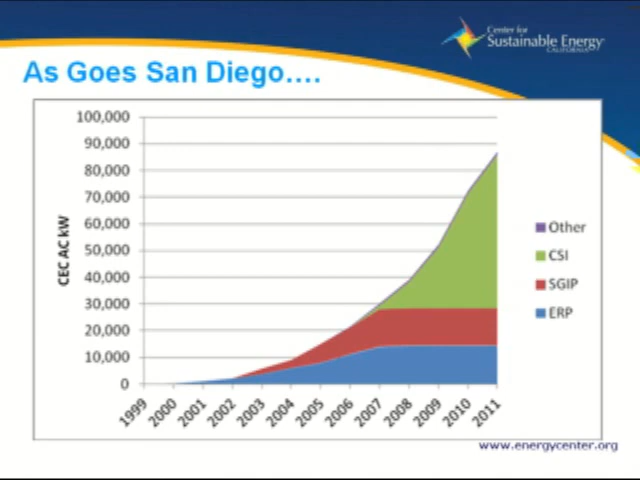 Center for
Sustainable Energy
CALIFORNIA
As Goes San Diego....
100,000
90,000
80,000
70,000
60,000
50,000
40,000
30,000
20,000
10,000
0
CEC AC kW
1999
2000
2001
2002
2003
2004
2005
2006
2007
2008
2009
2010
2011
Other
CSI
SGIP
ERP
www.energycenter.org